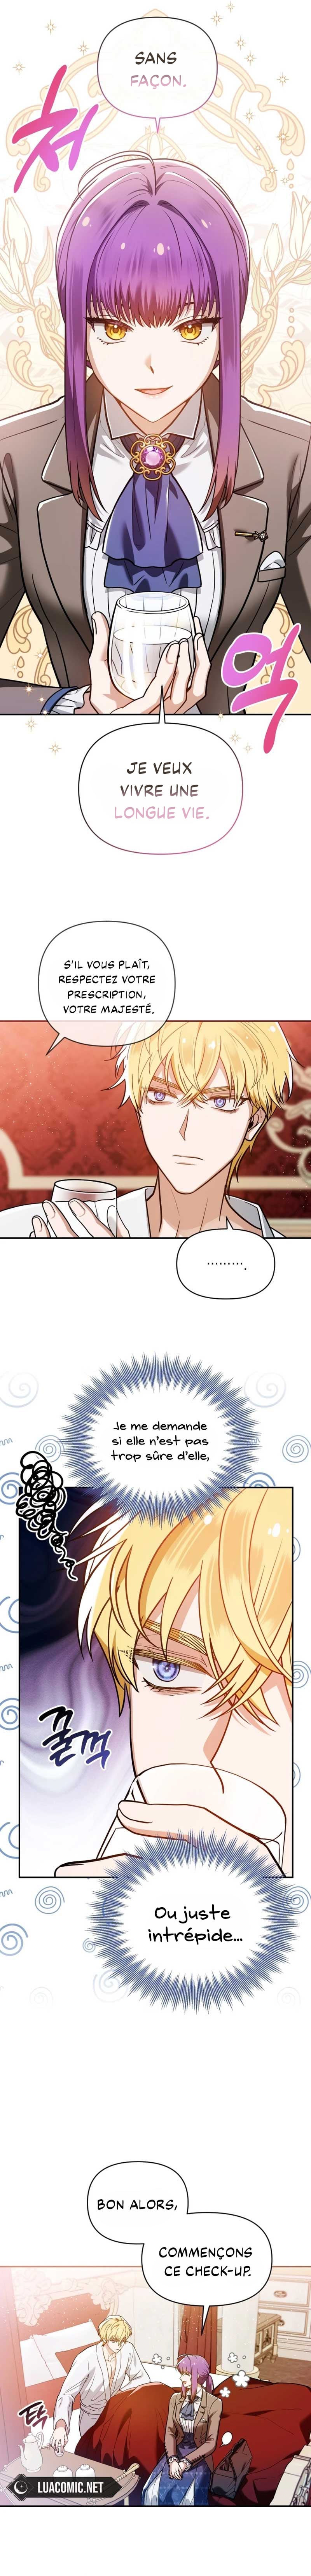 SANS
FAÇON.
척
억
JE VEUX
VIVRE UNE
LONGUE VIE.
S'IL VOUS PLAÎT,
RESPECTEZ VOTRE
PRESCRIPTION,
VOTRE MAJESTÉ.
..........
Je me demande
si elle n'est pas
trop sûre d'elle,
꿀꺽
Ou juste
intrépide...
BON ALORS,
COMMENÇONS
CE CHECK-UP.
탁
LUACOMIC.NET